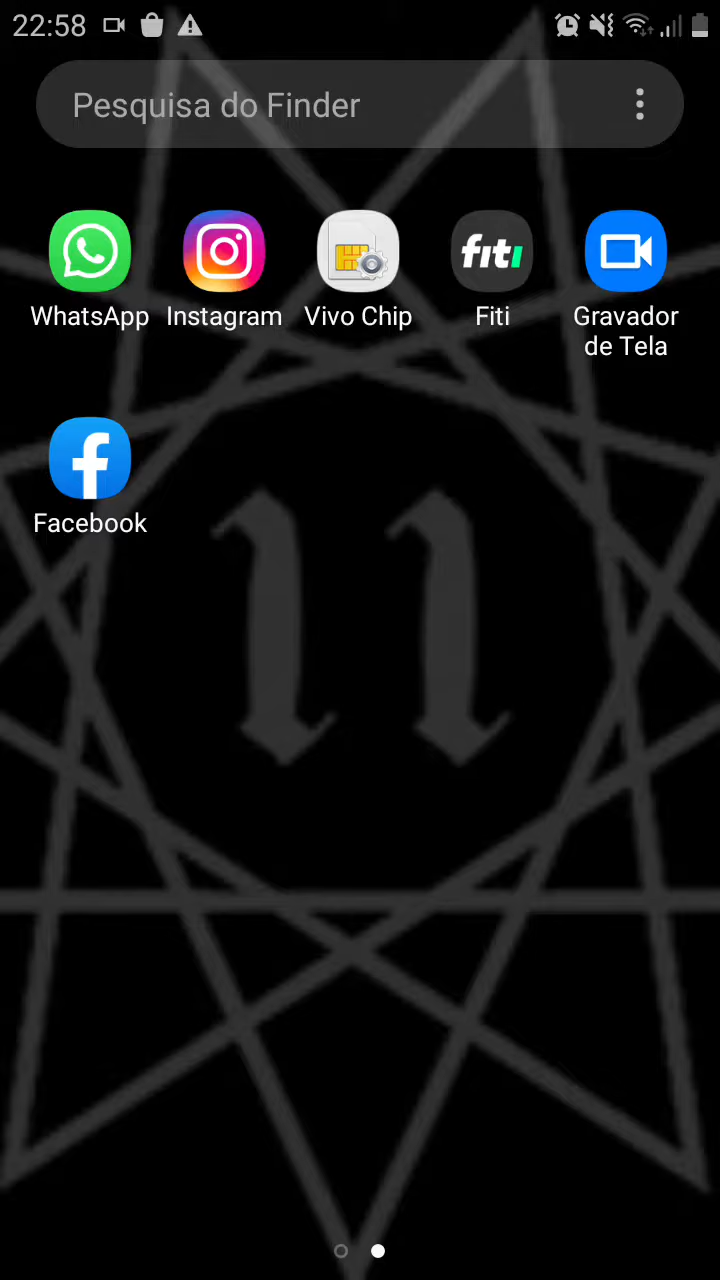 22:58
Pesquisa do Finder
WhatsApp Instagram Vivo Chip Fiti Gravador de Tela
fiti
Facebook
11